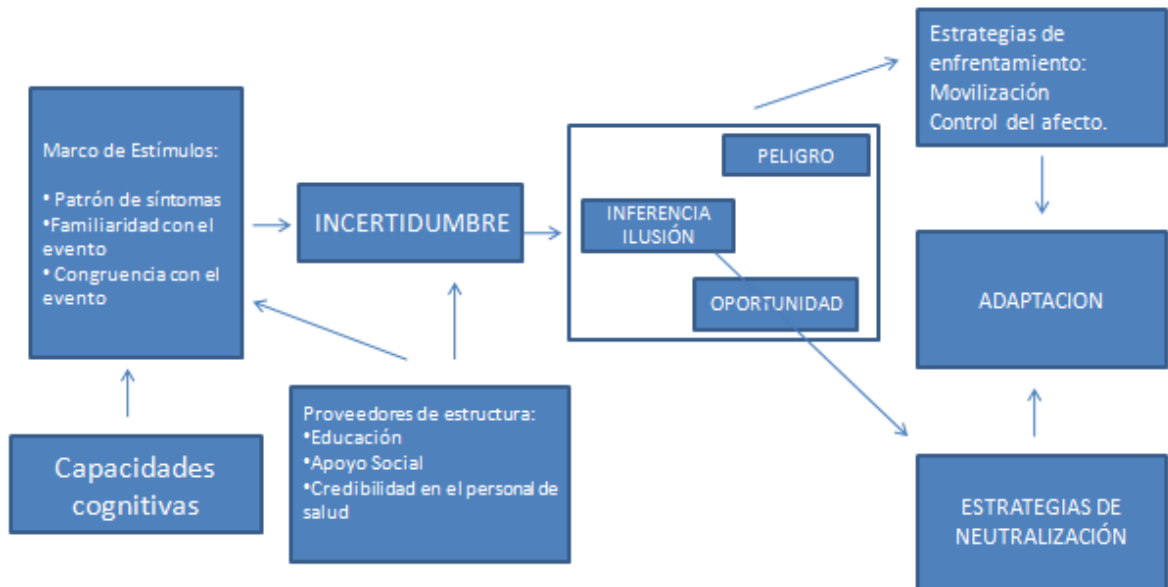 Marco de Estímulos:
• Patrón de síntomas
•Familiaridad con el
evento
• Congruencia con el
evento
Capacidades
cognitivas
INCERTIDUMBRE
Proveedores de estructura:
•Educación
•Apoyo Social
•Credibilidad en el personal de
salud
PELIGRO
INFERENCIA
ILUSIÓN
OPORTUNIDAD
Estrategias de
enfrentamiento:
Movilización
Control del afecto.
ADAPTACION
ESTRATEGIAS DE
NEUTRALIZACIÓN